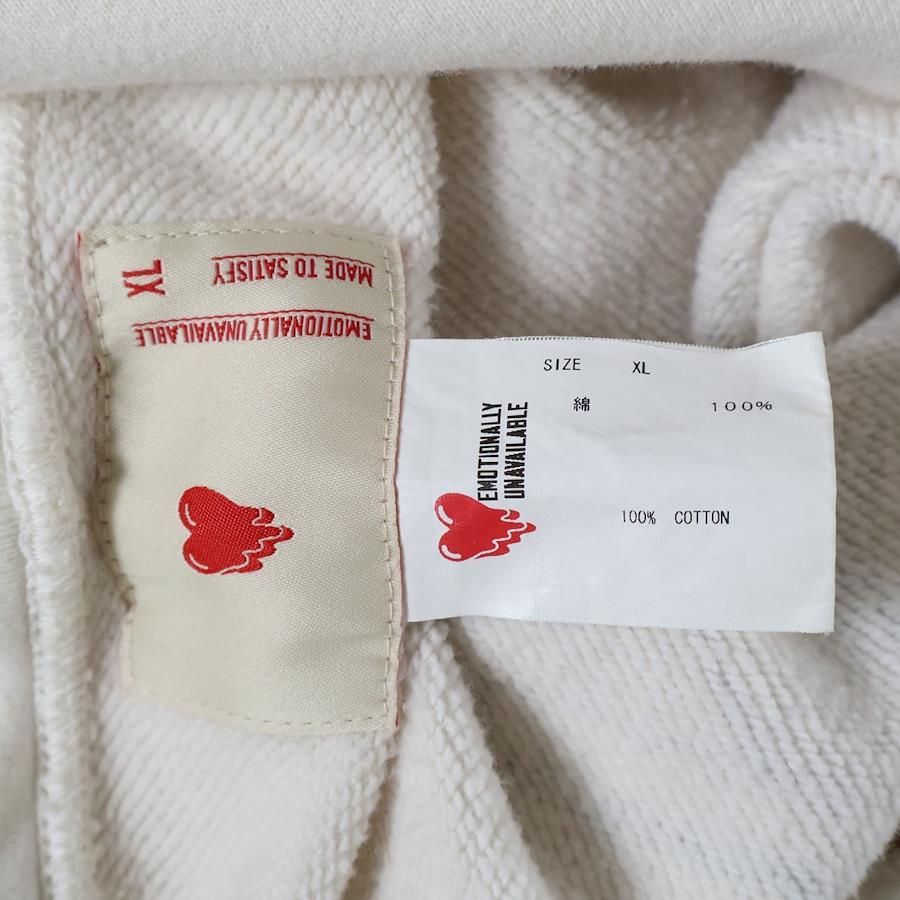 MADE TO SATISFY
XL
EMOTIONALLY UNAVAILABLE
SIZE XL
綿 100%
EMOTIONALLY
UNAVAILABLE
100% COTTON